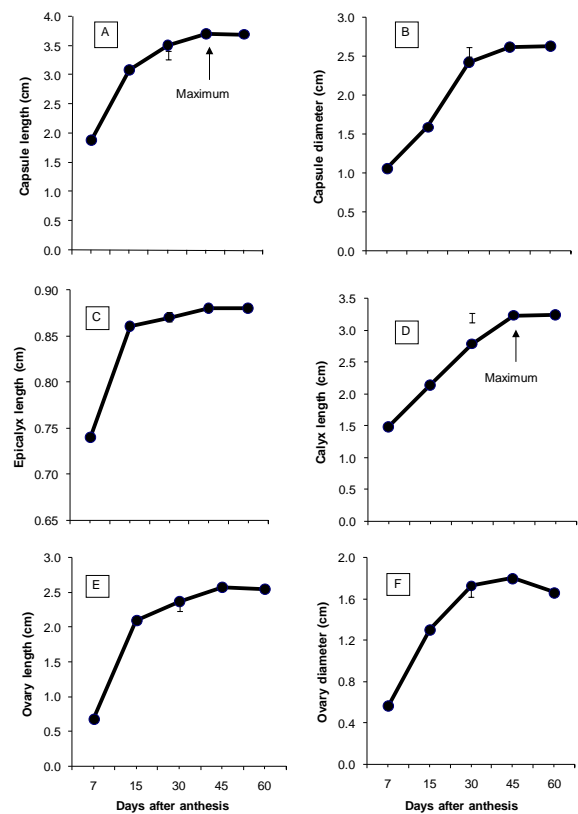 A
Capsule length (cm)
4.0
3.5
3.0
2.5
2.0
1.5
1.0
0.5
0.0
Maximum
B
Capsule diameter (cm)
3.0
2.5
2.0
1.5
1.0
0.5
0.0
C
Epicalyx length (cm)
0.90
0.85
0.80
0.75
0.70
0.65
D
Calyx length (cm)
3.5
3.0
2.5
2.0
1.5
1.0
0.5
0.0
Maximum
E
Ovary length (cm)
3.0
2.5
2.0
1.5
1.0
0.5
0.0
7 15 30 45 60
Days after anthesis
F
Ovary diameter (cm)
2.0
1.6
1.2
0.8
0.4
0.0
7 15 30 45 60
Days after anthesis